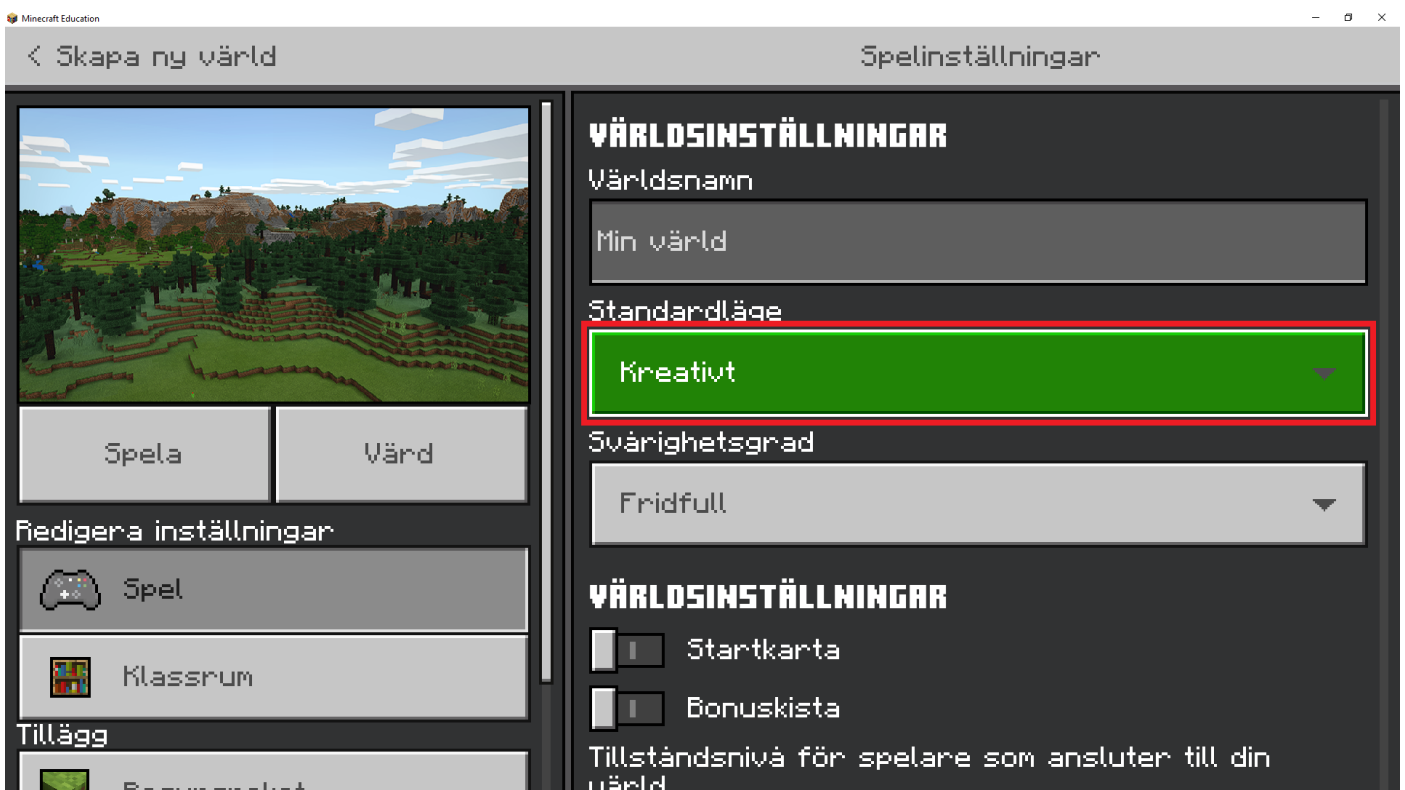 Minecraft Education
< Skapa ny värld
Spelinställningar
Spela
Värd
Redigera inställningar
Spel
Klassrum
Tillägg
VÄRLDSINSTÄLLNINGAR
Världsnamn
Min värld
Standardläge
Kreativt
Svårighetsgrad
Fridfull
VÄRLDSINSTÄLLNINGAR
Startkarta
Bonuskista
Tillståndsnivå för spelare som ansluter till din
värld